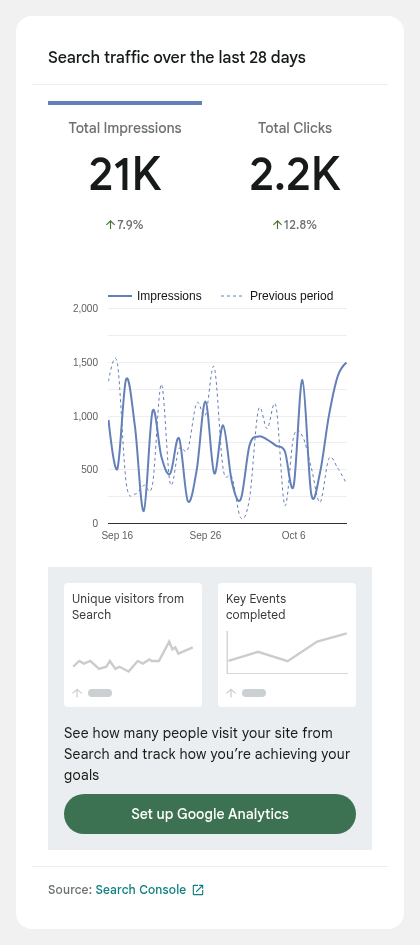 Search traffic over the last 28 days
Total Impressions
21K
↑7.9%
Total Clicks
2.2K
↑12.8%
Impressions
Previous period
2,000
1,500
1,000
500
0
Sep 16
Sep 26
Oct 6
Unique visitors from
Search
Key Events
completed
See how many people visit your site from
Search and track how you’re achieving your
goals
Set up Google Analytics
Source: Search Console